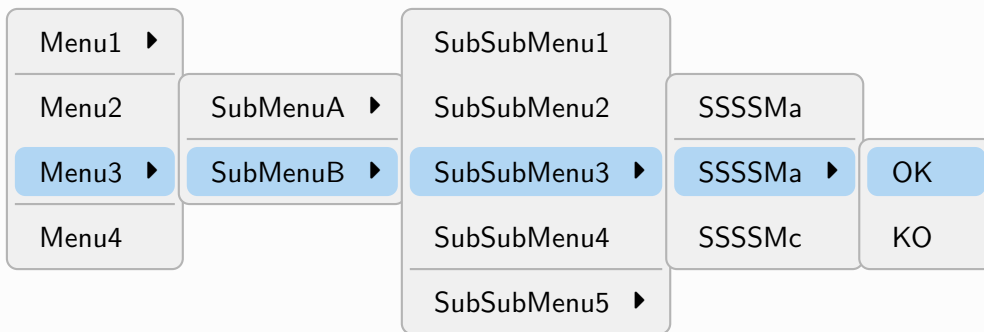 Menu1
Menu2
Menu3
Menu4
SubMenuA
SubMenuB
SubSubMenu1
SubSubMenu2
SubSubMenu3
SubSubMenu4
SubSubMenu5
SSSSMa
SSSSMa
SSSSMc
OK
KO